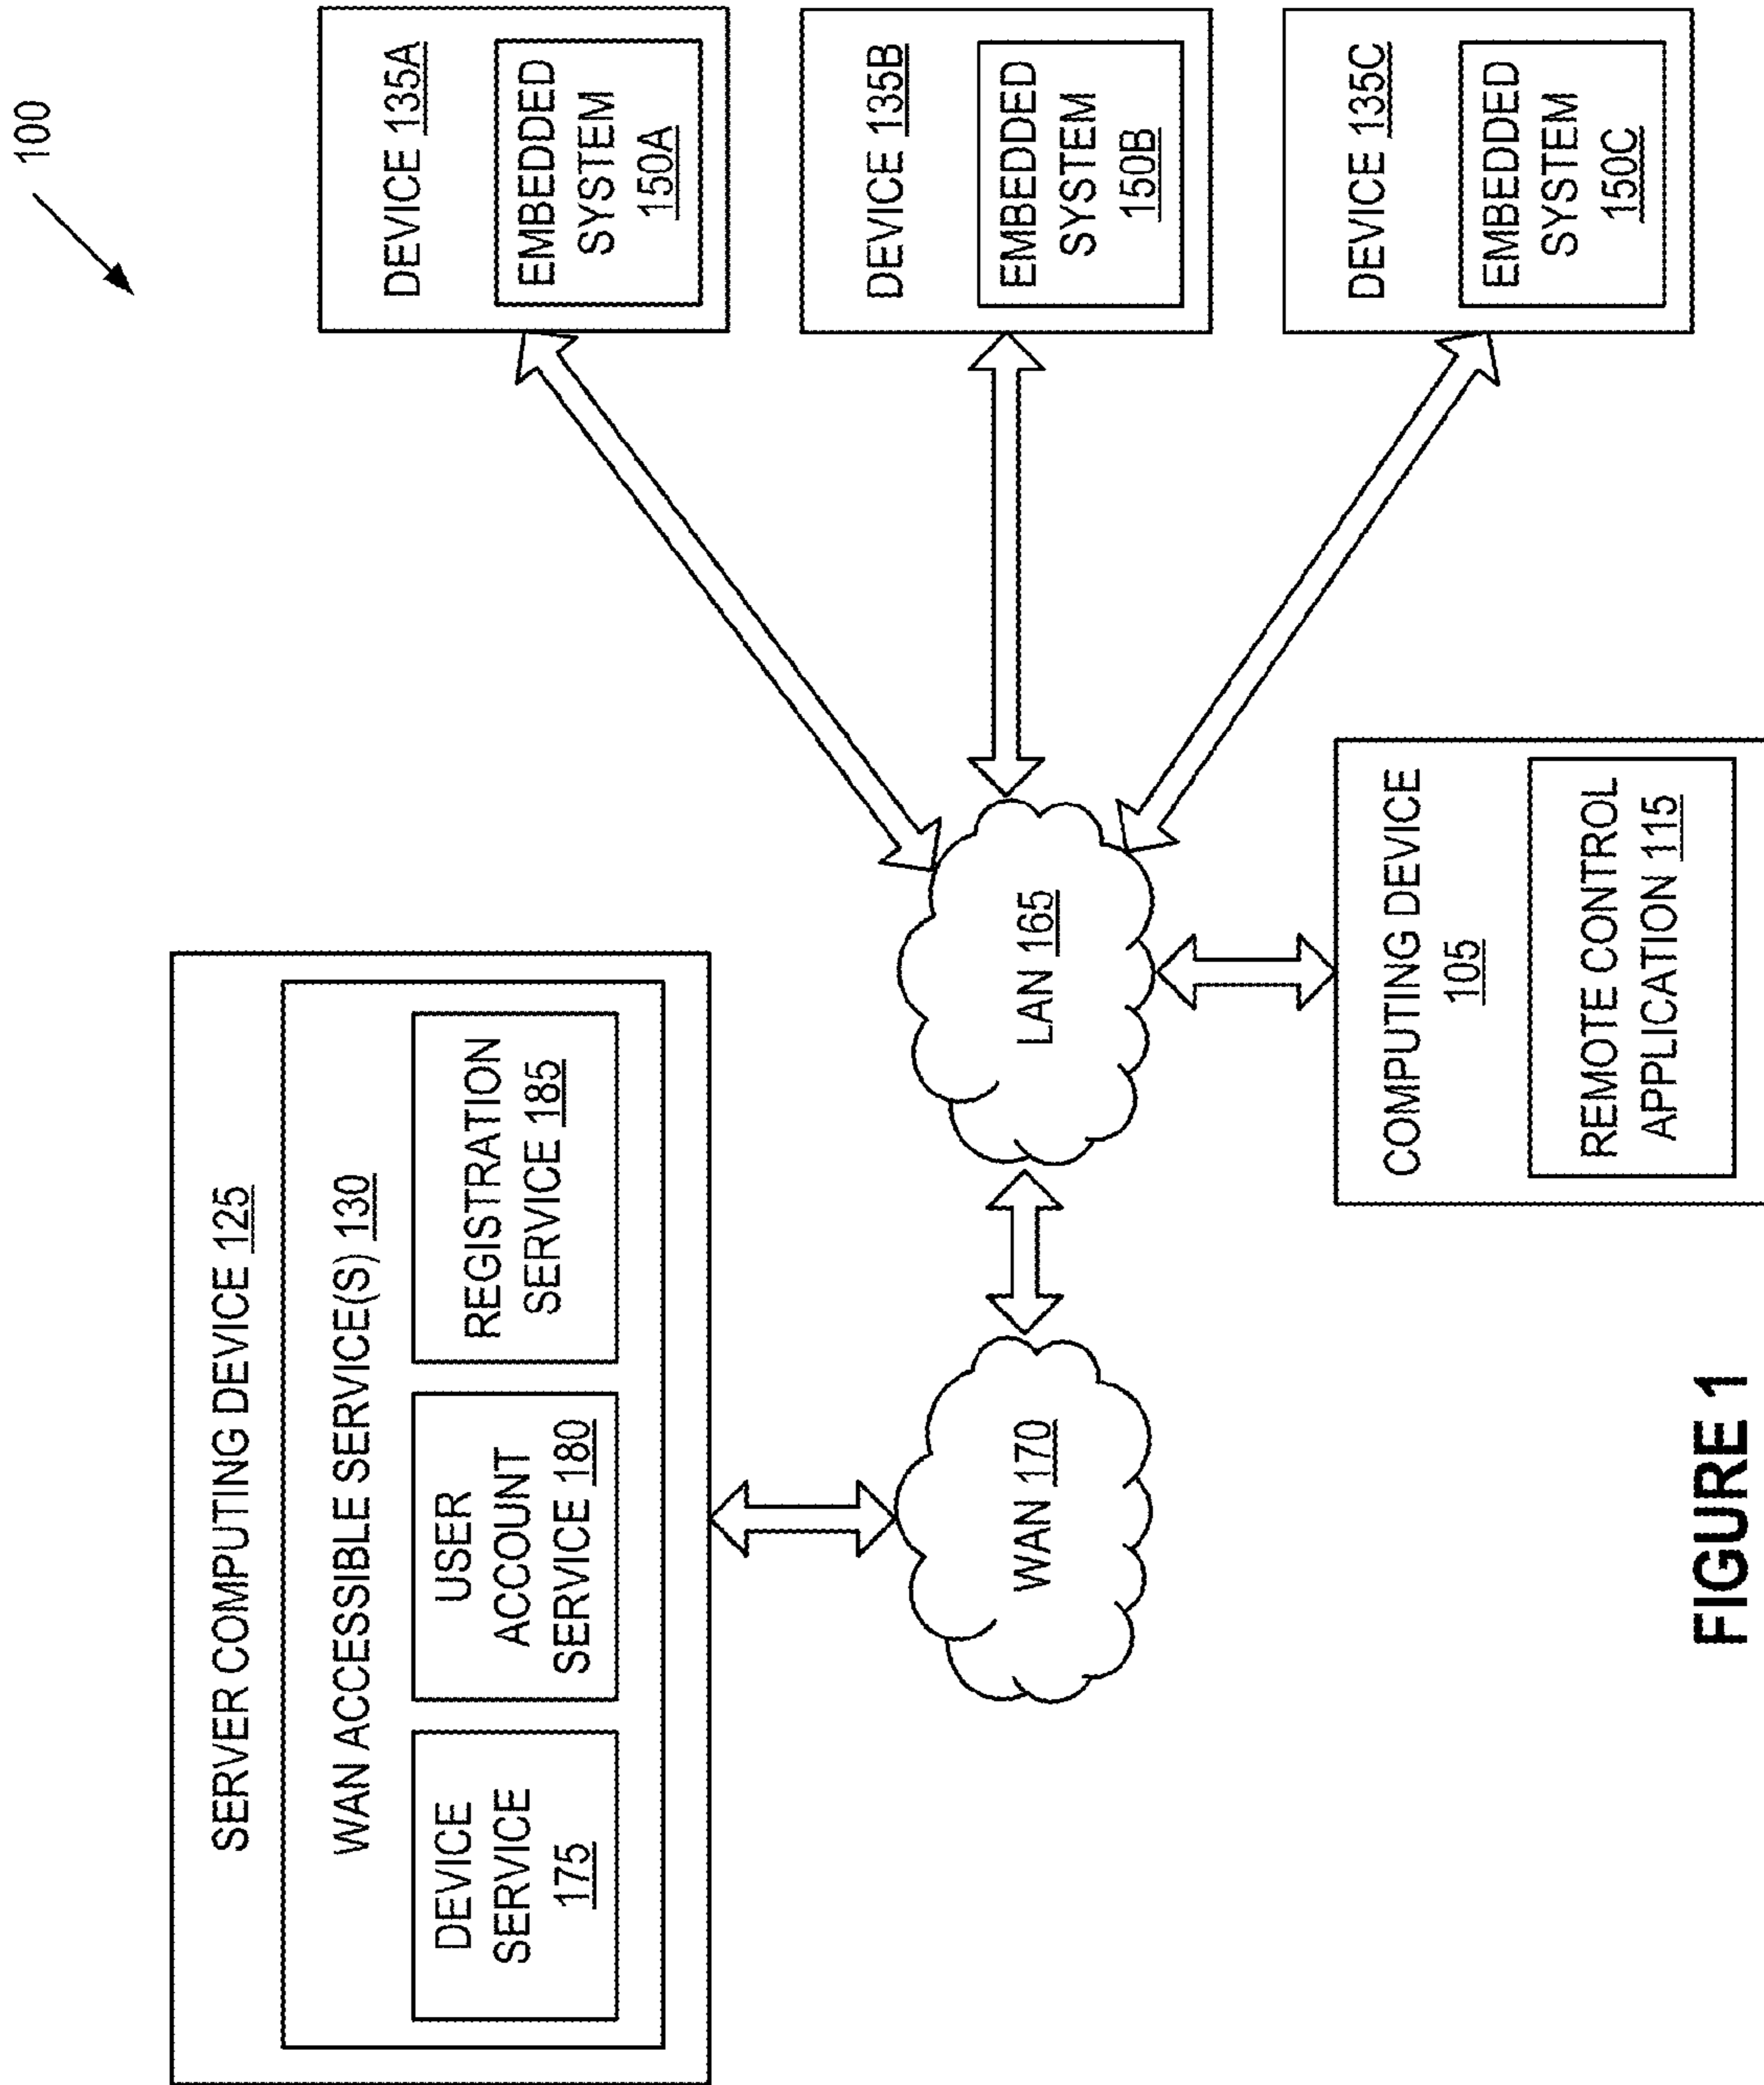 100
SERVER COMPUTING DEVICE 125
WAN ACCESSIBLE SERVICE(S) 130
DEVICE
SERVICE
175
USER
ACCOUNT
SERVICE 180
REGISTRATION
SERVICE 185
DEVICE 135A
EMBEDDED
SYSTEM
150A
DEVICE 135B
EMBEDDED
SYSTEM
150B
DEVICE 135C
EMBEDDED
SYSTEM
150C
WAN 170
LAN 165
COMPUTING DEVICE
105
REMOTE CONTROL
APPLICATION 115
FIGURE 1